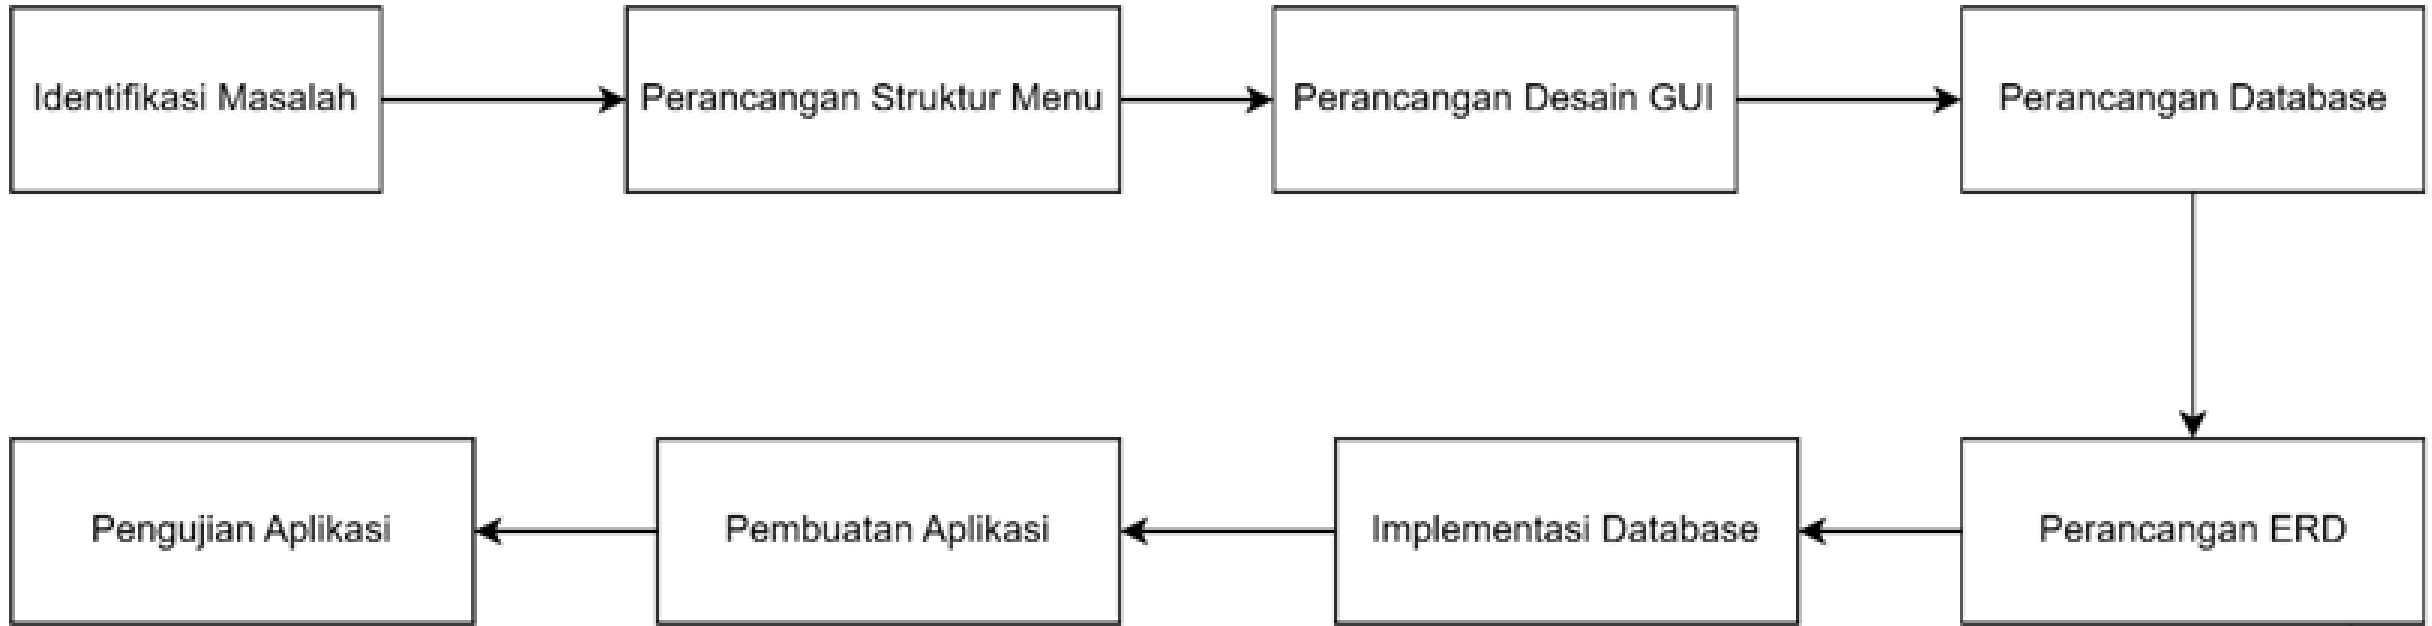 Identifikasi Masalah
Perancangan Struktur Menu
Perancangan Desain GUI
Perancangan Database
Perancangan ERD
Implementasi Database
Pembuatan Aplikasi
Pengujian Aplikasi